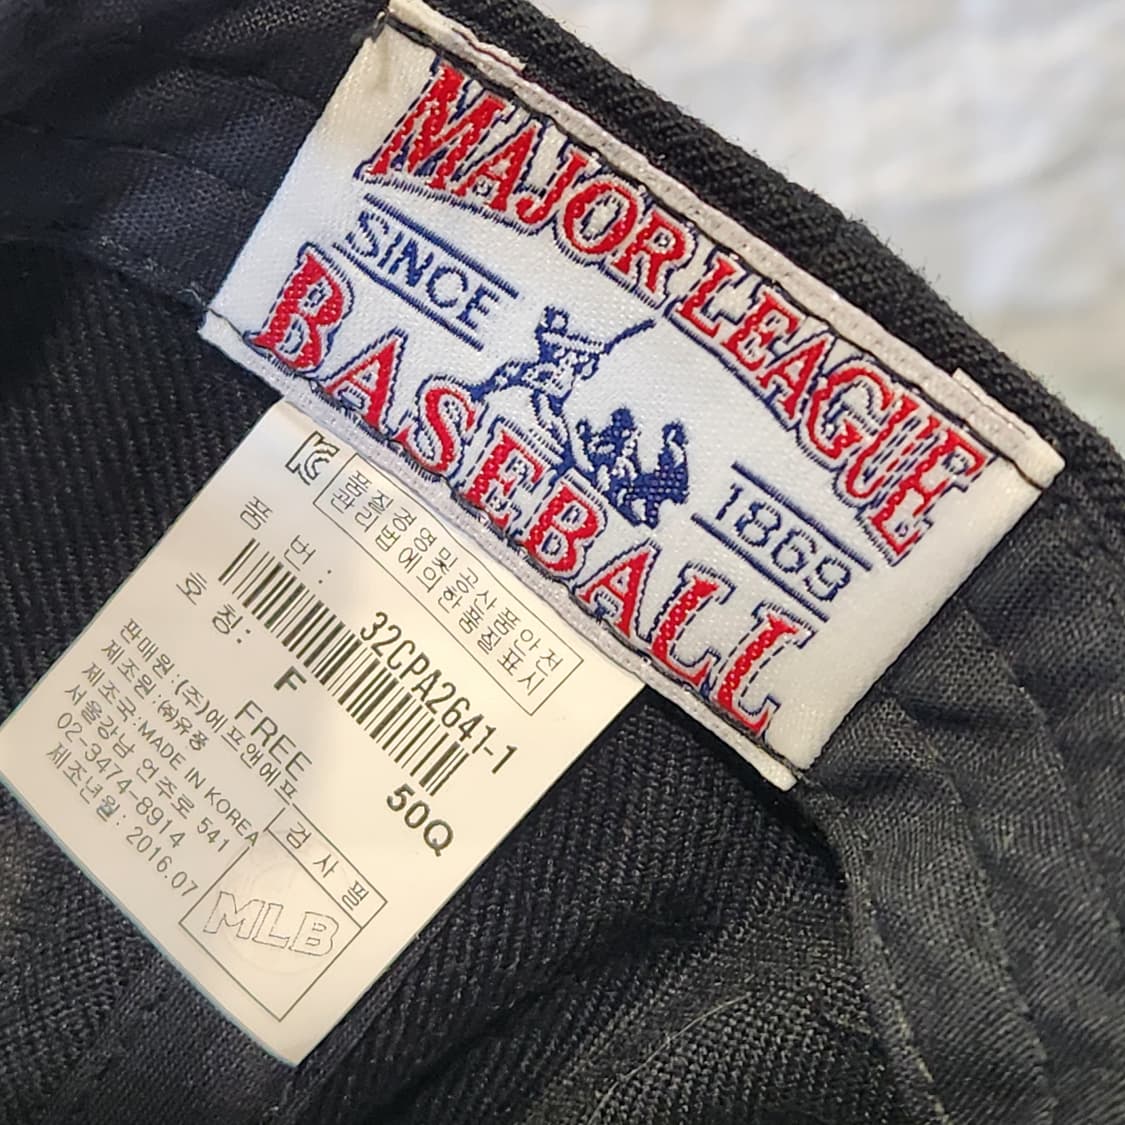 MAJOR LEAGUE
SINCE 1869
BASEBALL
품질경영및공산품안전
관리법에의한품질표시
품 번: 32CPA2641-1
50Q
호 칭: F FREE
판매원:(주)에프앤에프
제조원:㈜유풍
제조국:MADE IN KOREA
서울강남 언주로 541
02-3474-8914
제조년월: 2016.07
검사필
MLB